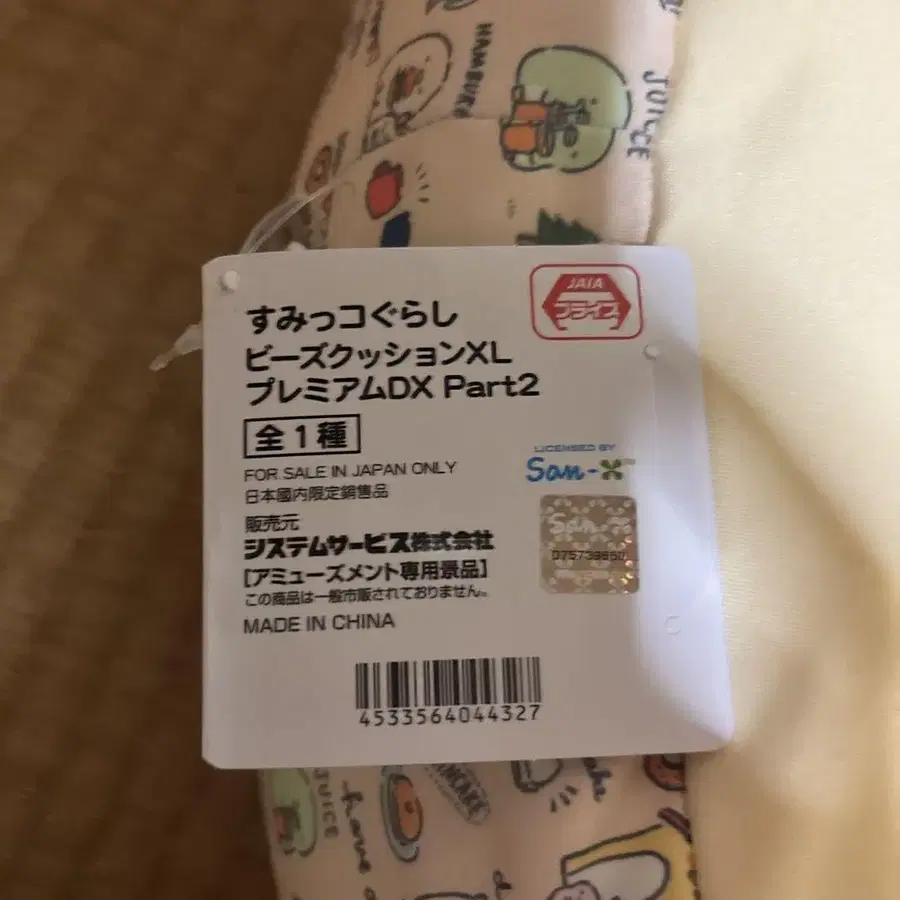 HAMBURG
JUICE
JAIA
プライズ
すみっコぐらし
ビーズクッションXL
プレミアムDX Part2
全1種
FOR SALE IN JAPAN ONLY
日本國内限定銷售品
販売元
システムサービス株式会社
[アミューズメント専用景品]
この商品は一般市販されておりません。
MADE IN CHINA
LICENSED BY
San-X
San-X
4533564044327
JUICE
have